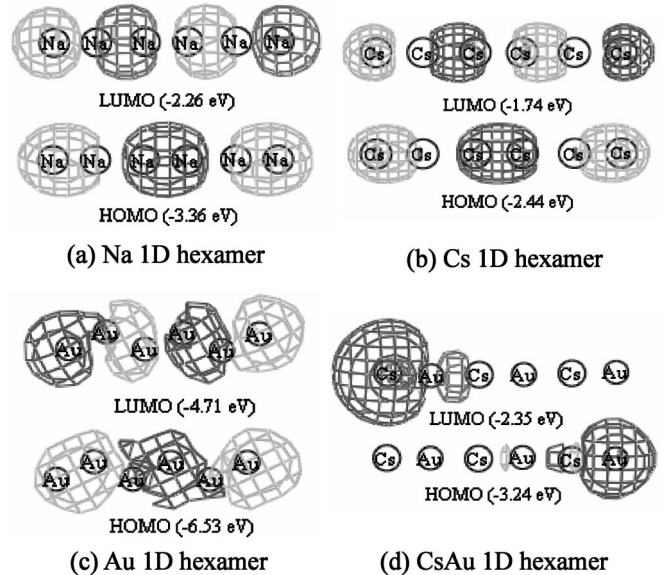 Na Na Na Na Na Na
LUMO (-2.26 eV)
Na Na Na Na Na Na
HOMO (-3.36 eV)
(a) Na 1D hexamer
Cs Cs Cs Cs Cs Cs
LUMO (-1.74 eV)
Cs Cs Cs Cs Cs Cs
HOMO (-2.44 eV)
(b) Cs 1D hexamer
Au Au Au Au Au Au
LUMO (-4.71 eV)
Au Au Au Au Au Au
HOMO (-6.53 eV)
(c) Au 1D hexamer
Cs Au Cs Au Cs Au
LUMO (-2.35 eV)
Cs Au Cs Au Cs Au
HOMO (-3.24 eV)
(d) CsAu 1D hexamer